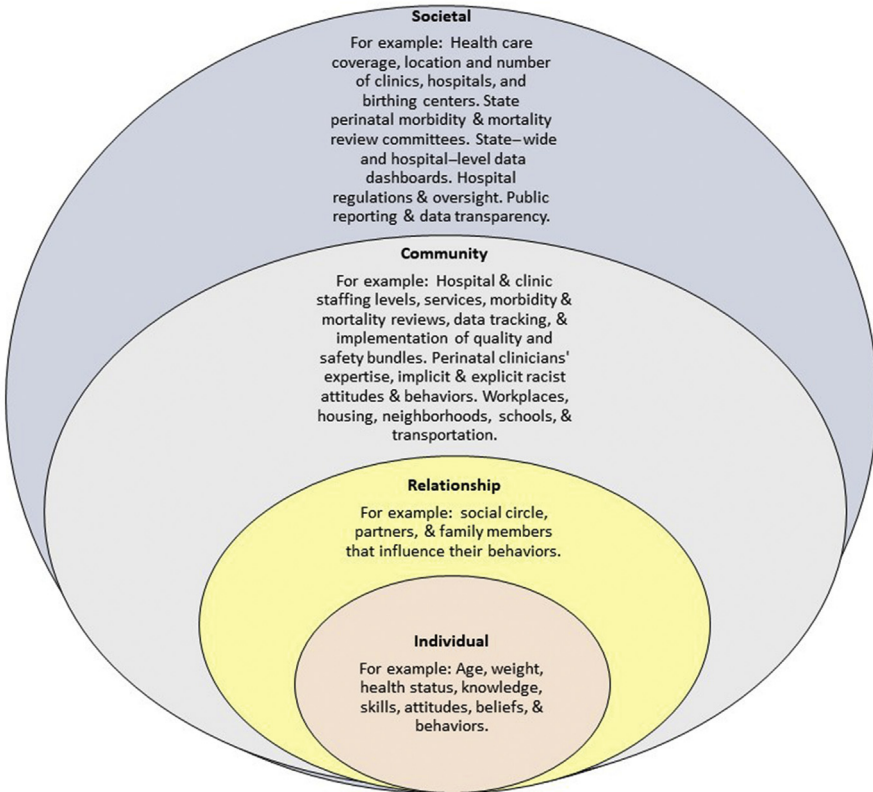 Societal
For example: Health care
coverage, location and number
of clinics, hospitals, and
birthing centers. State
perinatal morbidity & mortality
review committees. State–wide
and hospital–level data
dashboards. Hospital
regulations & oversight. Public
reporting & data transparency.
Community
For example: Hospital & clinic
staffing levels, services, morbidity &
mortality reviews, data tracking, &
implementation of quality and
safety bundles. Perinatal clinicians'
expertise, implicit & explicit racist
attitudes & behaviors. Workplaces,
housing, neighborhoods, schools, &
transportation.
Relationship
For example: social circle,
partners, & family members
that influence their behaviors.
Individual
For example: Age, weight,
health status, knowledge,
skills, attitudes, beliefs, &
behaviors.